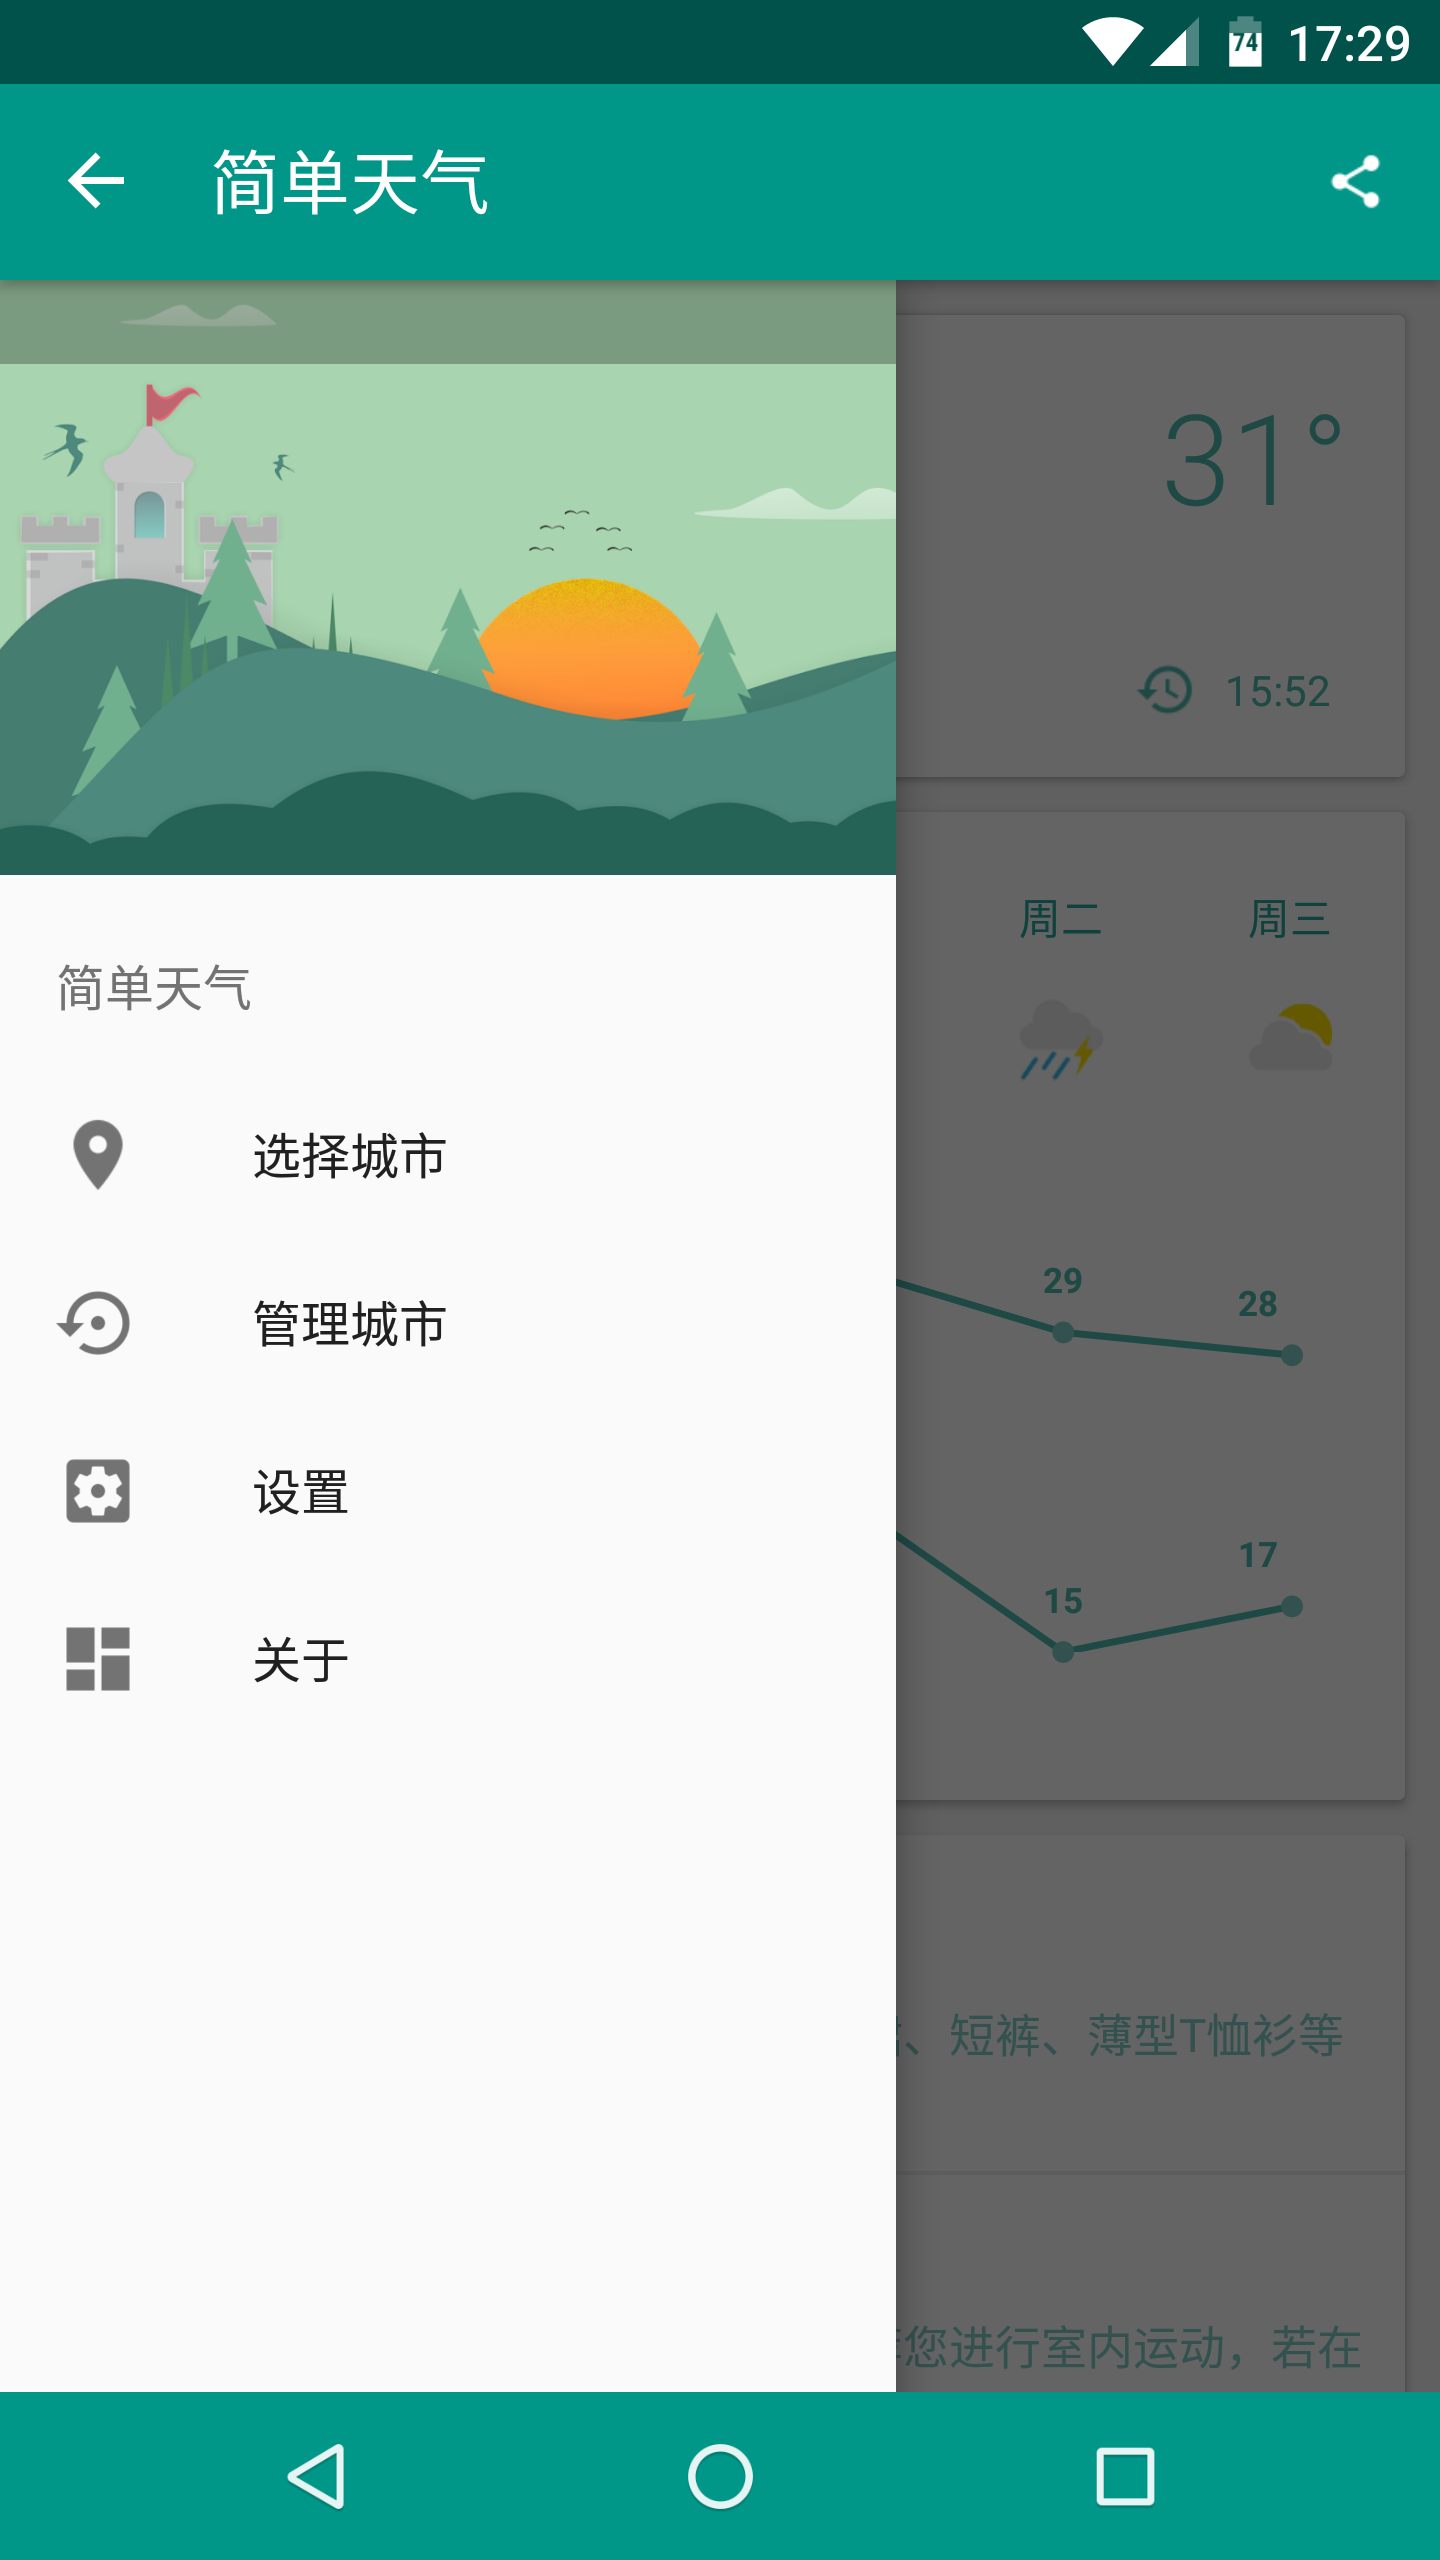 74 17:29
简单天气
31°
15:52
周二 周三
29
28
15
17
、短裤、薄型T恤衫等
您进行室内运动，若在
简单天气
选择城市
管理城市
设置
关于